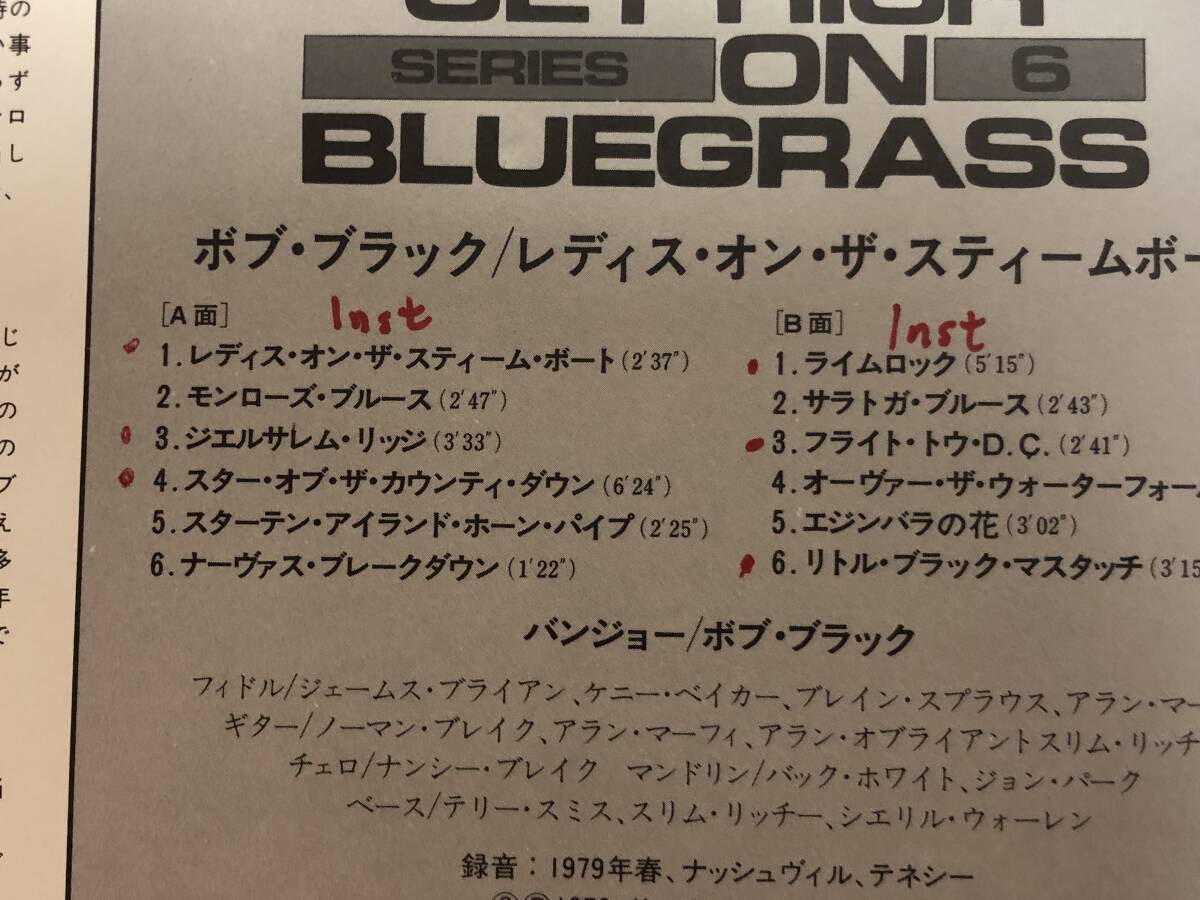 GET HIGH
SERIES ON 6
BLUEGRASS
ボブ・ブラック/レディス・オン・ザ・スティームボー
[A面] Inst
1.レディス・オン・ザ・スティーム・ボート(2′37″)
2.モンローズ・ブルース(2′47″)
3.ジエルサレム・リッジ(3′33″)
4.スター・オブ・ザ・カウンティ・ダウン(6′24″)
5.スターテン・アイランド・ホーン・パイプ(2′25″)
6.ナーヴァス・ブレークダウン(1′22″)
[B面] Inst
1.ライムロック(5′15″)
2.サラトガ・ブルース(2′43″)
3.フライト・トウ・D.C.(2′41″)
4.オーヴァー・ザ・ウォーターフォー
5.エジンバラの花(3′02″)
6.リトル・ブラック・マスタッチ(3′15
バンジョー/ボブ・ブラック
フィドル/ジェームス・ブライアン、ケニー・ベイカー、ブレイン・スプラウス、アラン・マー
ギター/ノーマン・ブレイク、アラン・マーフィ、アラン・オブライアントスリム・リッチ
チェロ/ナンシー・ブレイク マンドリン/バック・ホワイト、ジョン・パーク
ベース/テリー・スミス、スリム・リッチー、シエリル・ウォーレン
録音：1979年春、ナッシュヴィル、テネシー